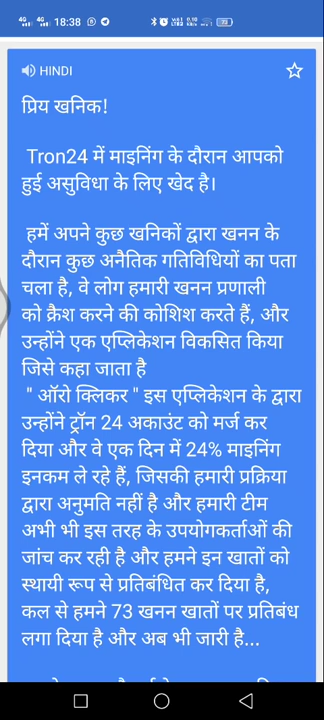 18:38
HINDI
प्रिय खनिक!
Tron24 में माइनिंग के दौरान आपको
हुई असुविधा के लिए खेद है।
हमें अपने कुछ खनिकों द्वारा खनन के
दौरान कुछ अनैतिक गतिविधियों का पता
चला है, वे लोग हमारी खनन प्रणाली
को क्रैश करने की कोशिश करते हैं, और
उन्होंने एक एप्लिकेशन विकसित किया
जिसे कहा जाता है
" ऑरो क्लिकर " इस एप्लिकेशन के द्वारा
उन्होंने ट्रॉन 24 अकाउंट को मर्ज कर
दिया और वे एक दिन में 24% माइनिंग
इनकम ले रहे हैं, जिसकी हमारी प्रक्रिया
द्वारा अनुमति नहीं है और हमारी टीम
अभी भी इस तरह के उपयोगकर्ताओं की
जांच कर रही है और हमने इन खातों को
स्थायी रूप से प्रतिबंधित कर दिया है,
कल से हमने 73 खनन खातों पर प्रतिबंध
लगा दिया है और अब भी जारी है...